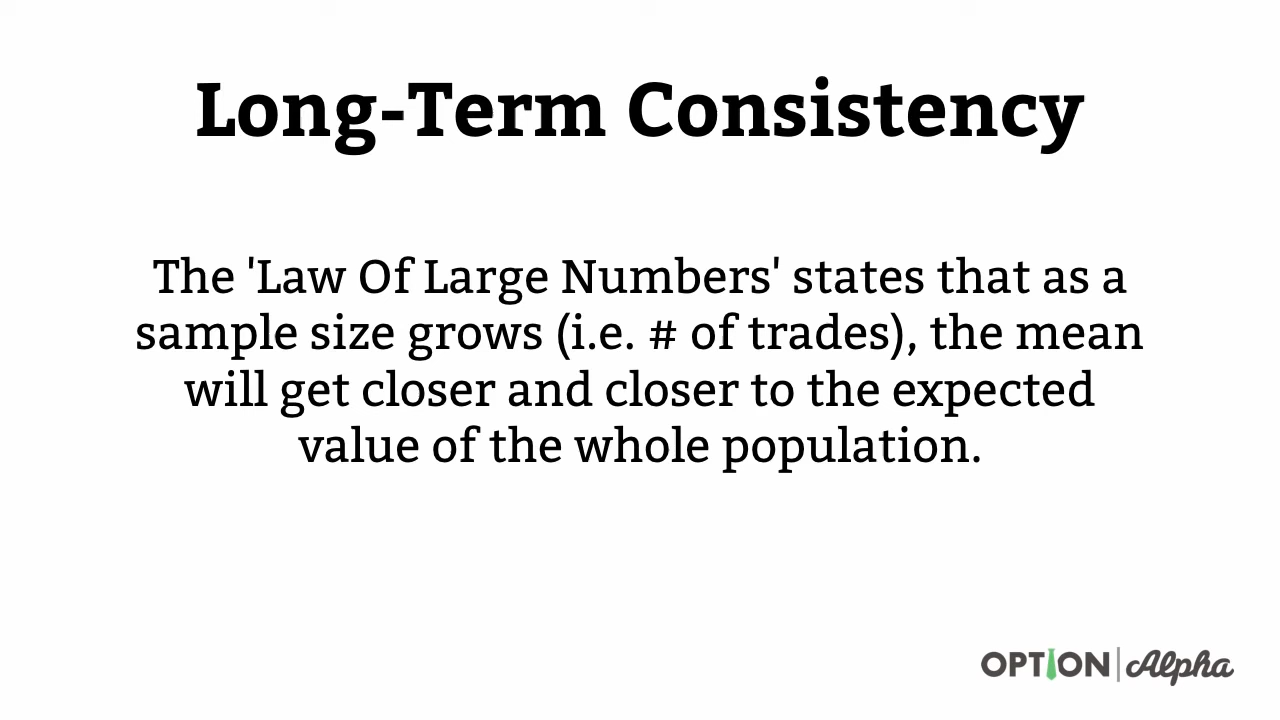 Long-Term Consistency
The 'Law Of Large Numbers' states that as a
sample size grows (i.e. # of trades), the mean
will get closer and closer to the expected
value of the whole population.
OPTION | Alpha